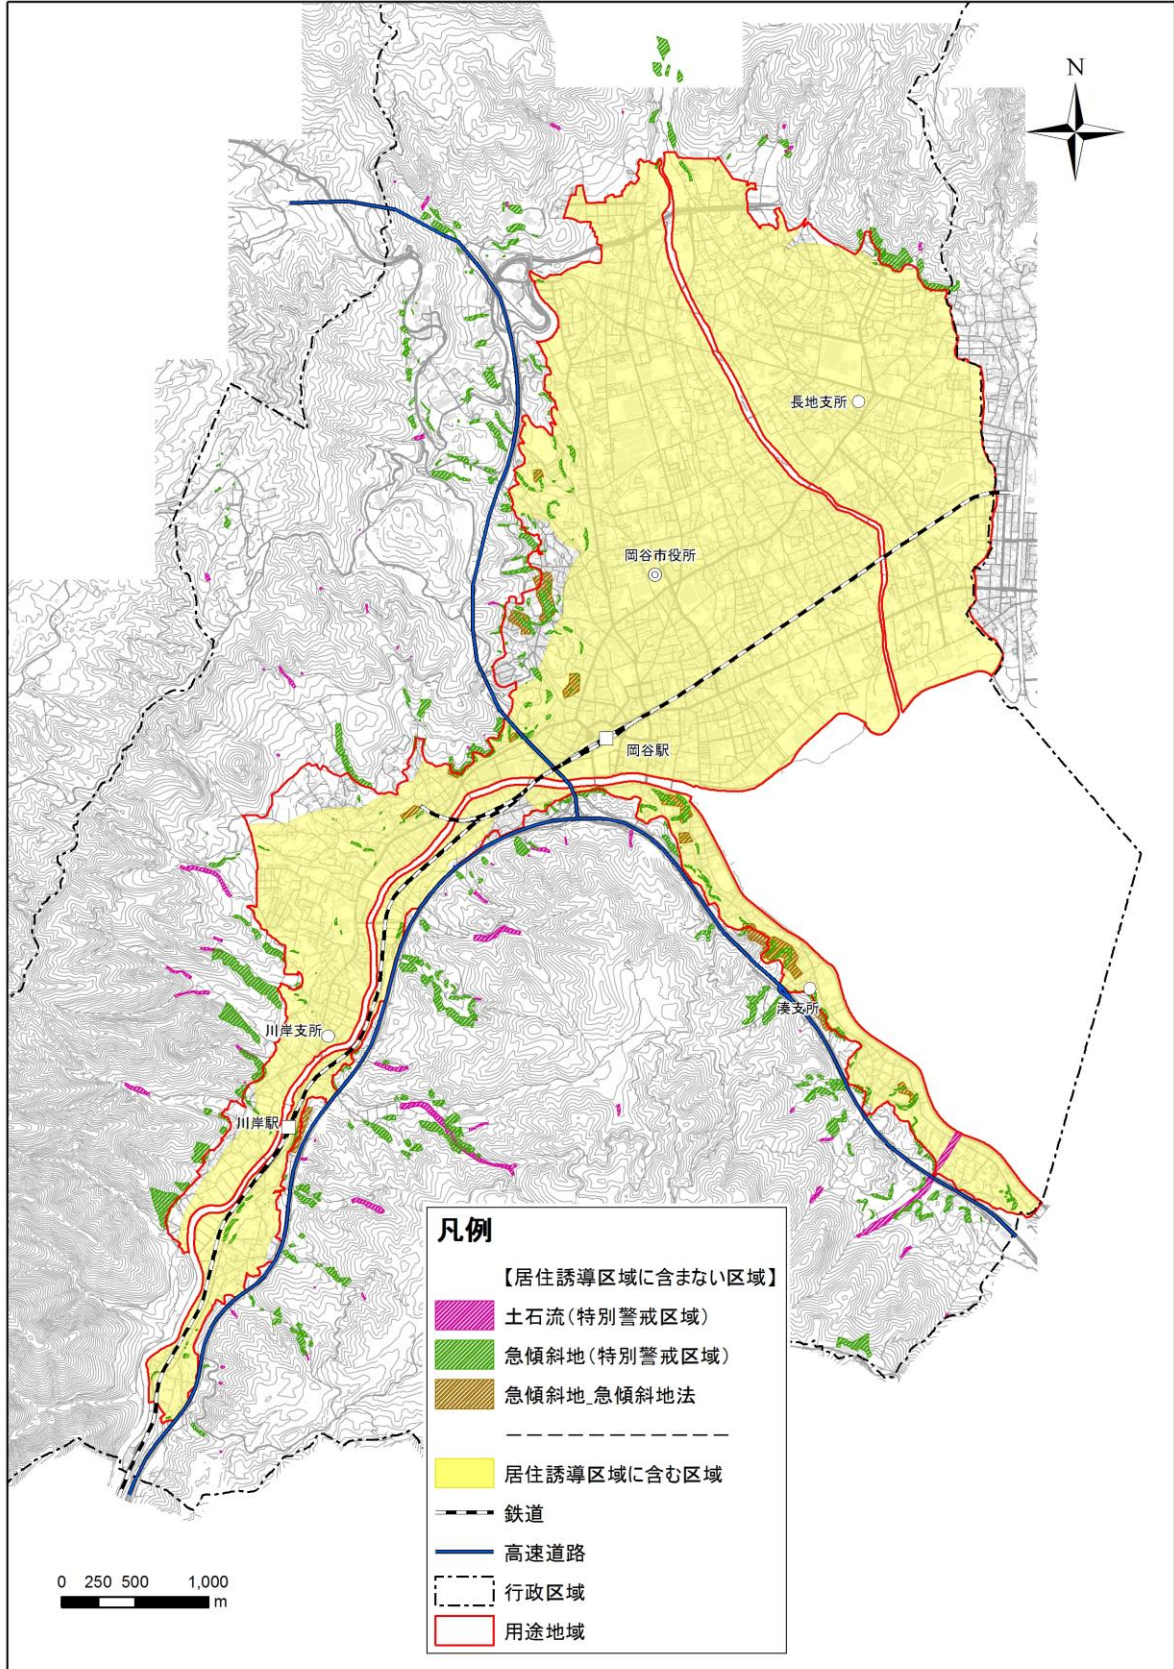 N
長地支所
岡谷市役所
岡谷駅
湊支所
川岸支所
川岸駅
凡例
【居住誘導区域に含まない区域】
土石流(特別警戒区域)
急傾斜地(特別警戒区域)
急傾斜地_急傾斜地法
居住誘導区域に含む区域
鉄道
高速道路
行政区域
用途地域
0 250 500 1,000
m